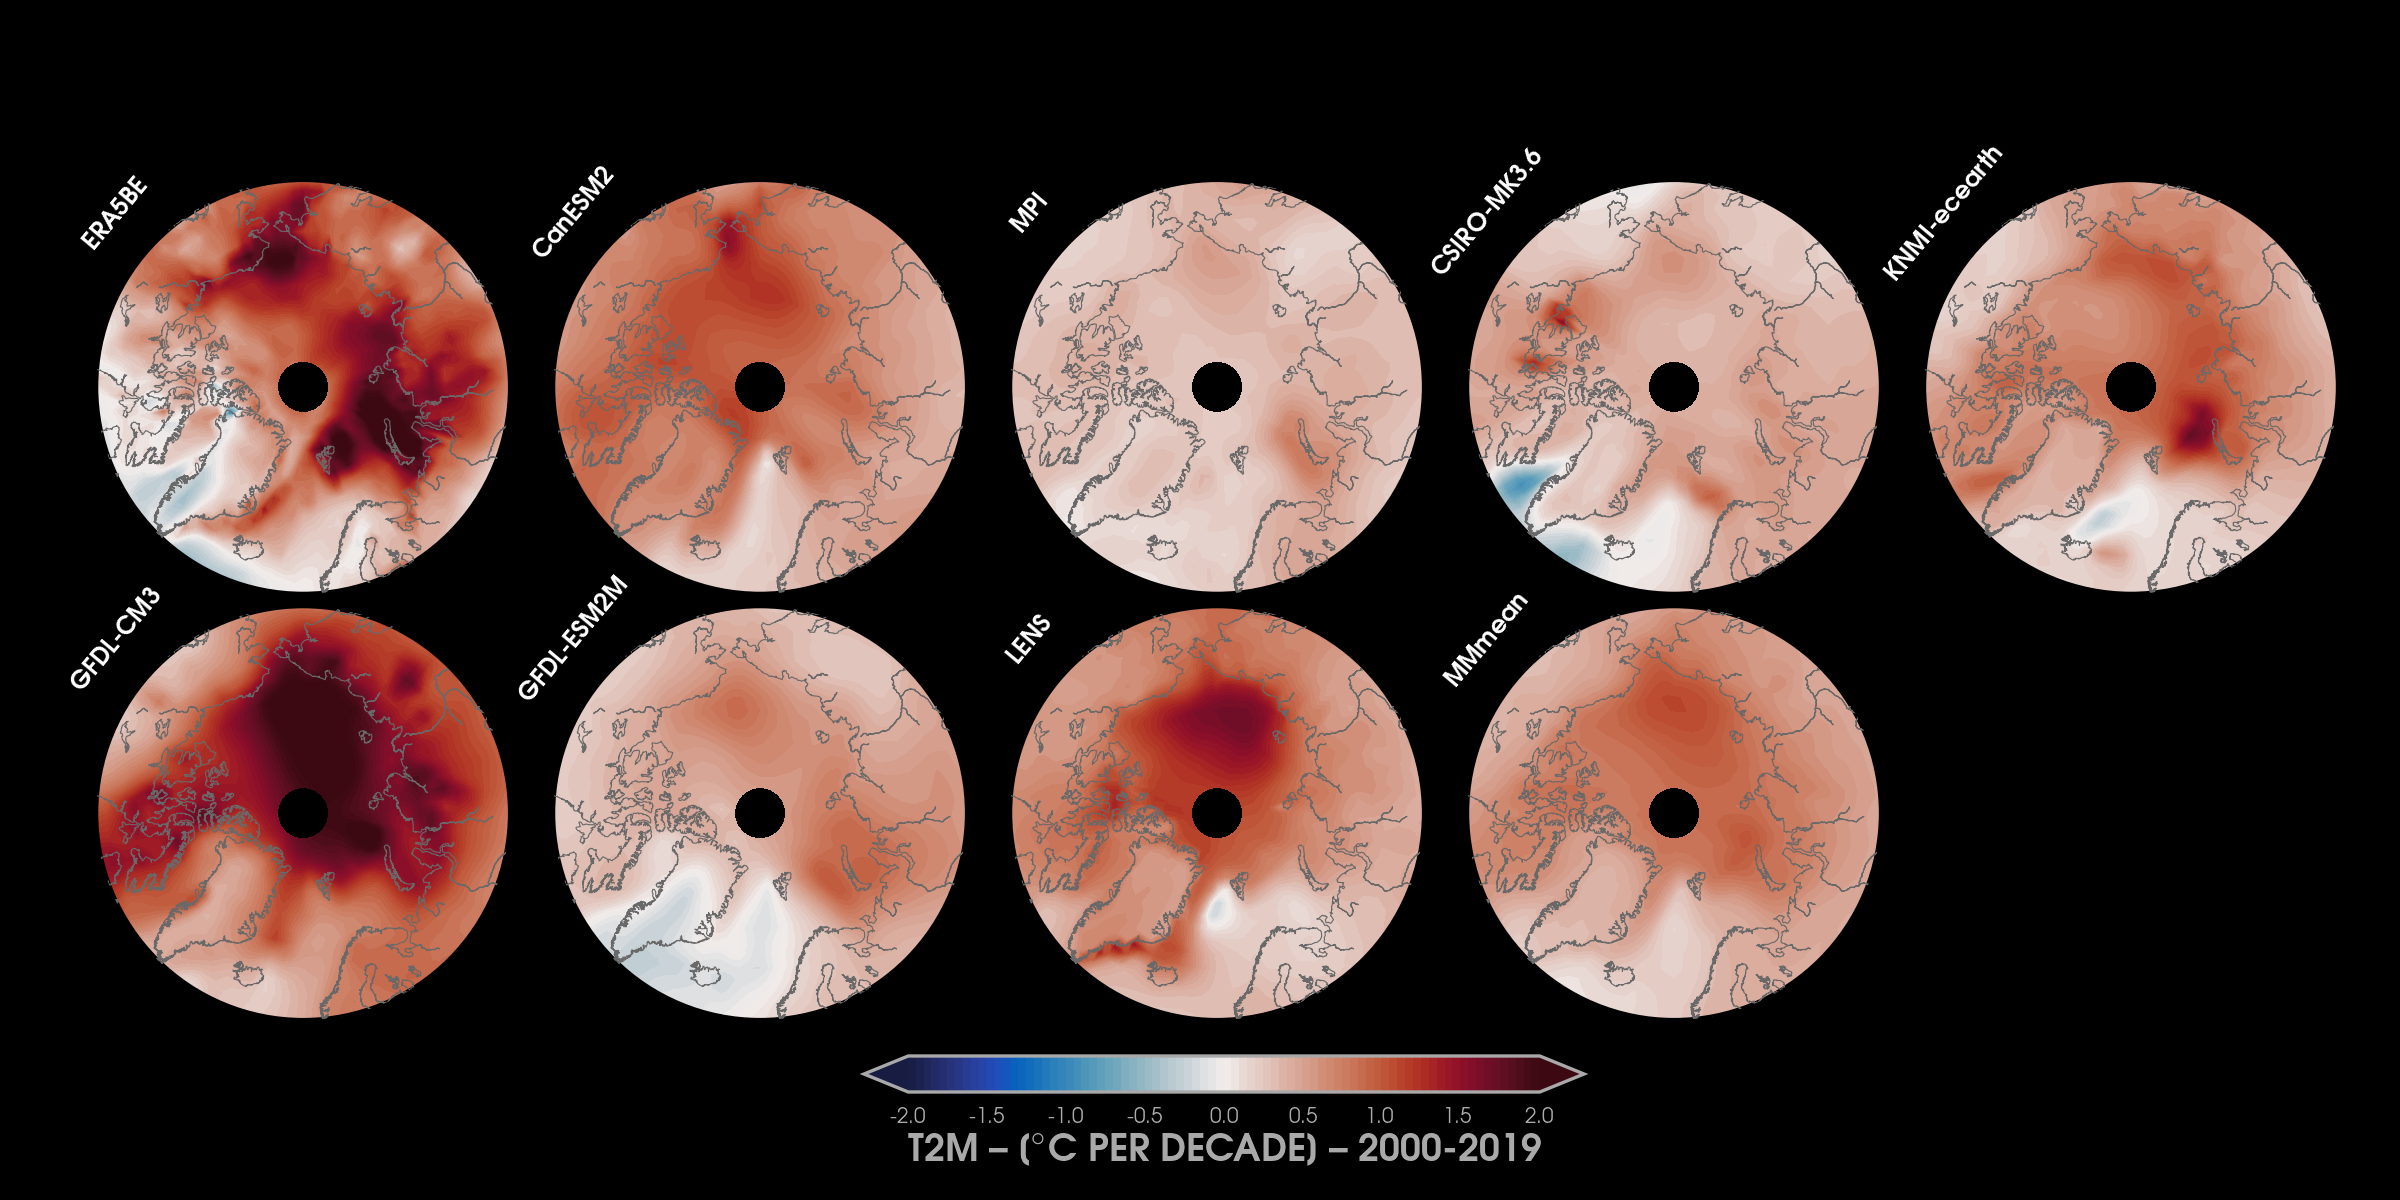 ERA5BE
CanESM2
MPI
CSIRO-MK3.6
KNMI-ecearth
GFDL-CM3
GFDL-ESM2M
LENS
MMmean
-2.0 -1.5 -1.0 -0.5 0.0 0.5 1.0 1.5 2.0
T2M – (°C PER DECADE) – 2000-2019